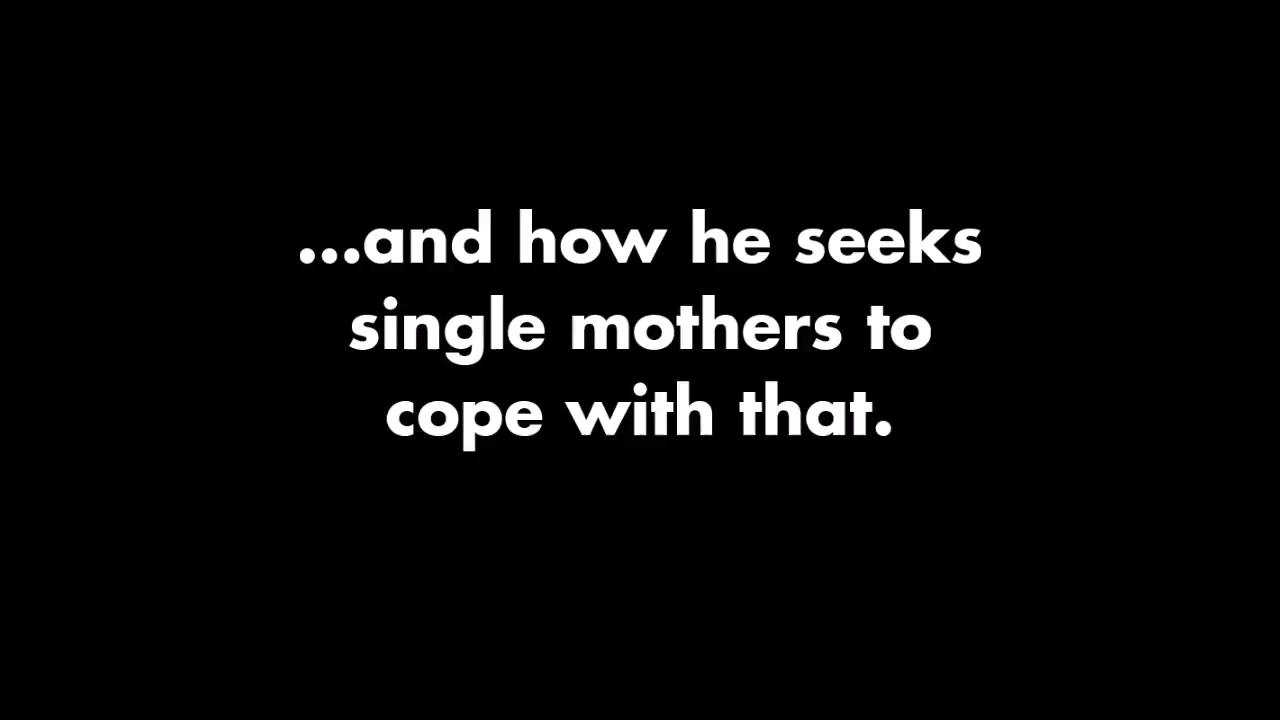 ...and how he seeks
single mothers to
cope with that.